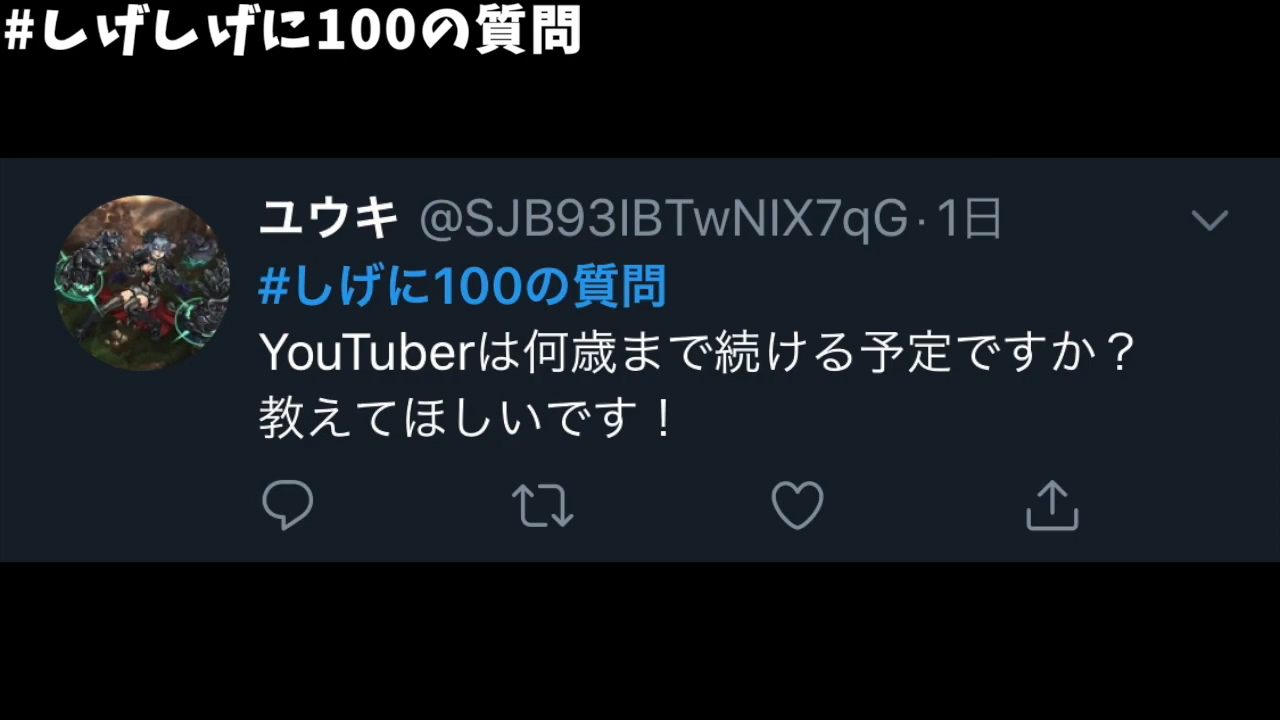 #しげしげに100の質問
ユウキ @SJB93IBTwNIX7qG · 1日
#しげに100の質問
YouTuberは何歳まで続ける予定ですか？
教えてほしいです！